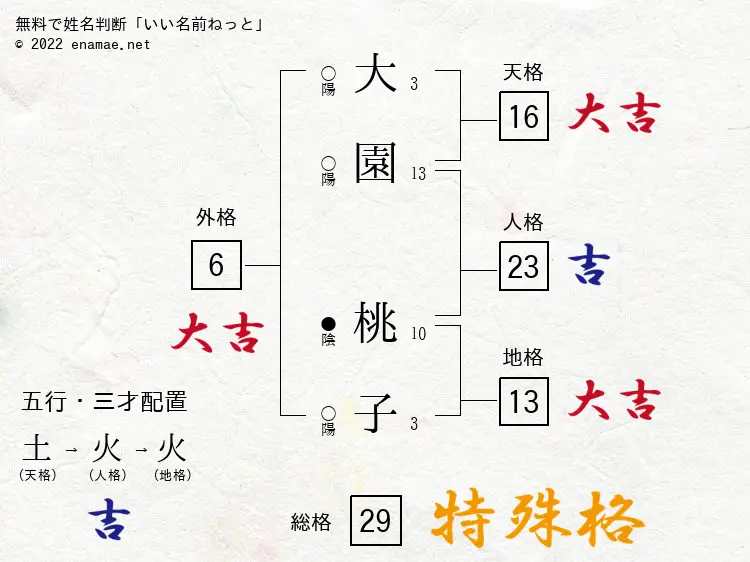 無料で姓名判断「いい名前ねっと」
© 2022 enamae.net
○陽 大 3
○陽 園 13
●陰 桃 10
○陽 子 3
天格
16 大吉
人格
23 吉
地格
13 大吉
外格
6
大吉
五行・三才配置
土 → 火 → 火
(天格) (人格) (地格)
吉
総格 29 特殊格